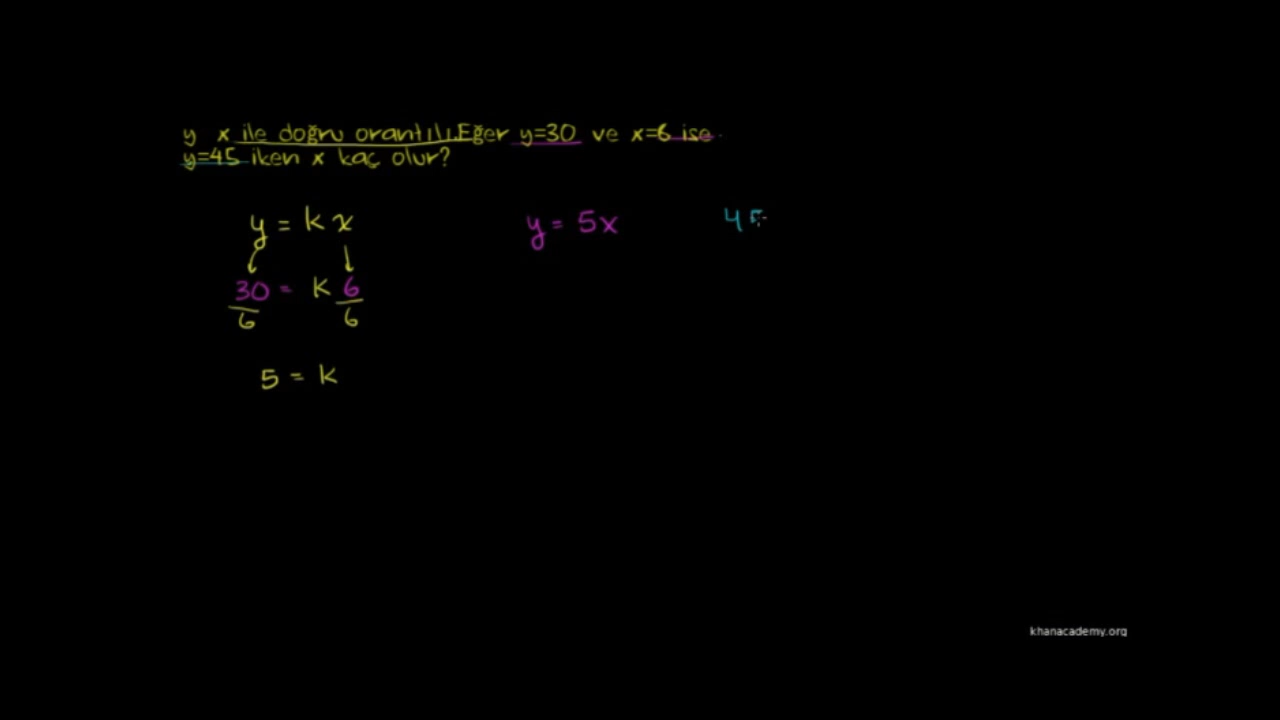 y x ile doğru orantılı.Eğer y=30 ve x=6 ise
y=45 iken x kaç olur?
y = k x
y = 5x
45
30 = k 6
6 6
5 = k
khanacademy.org